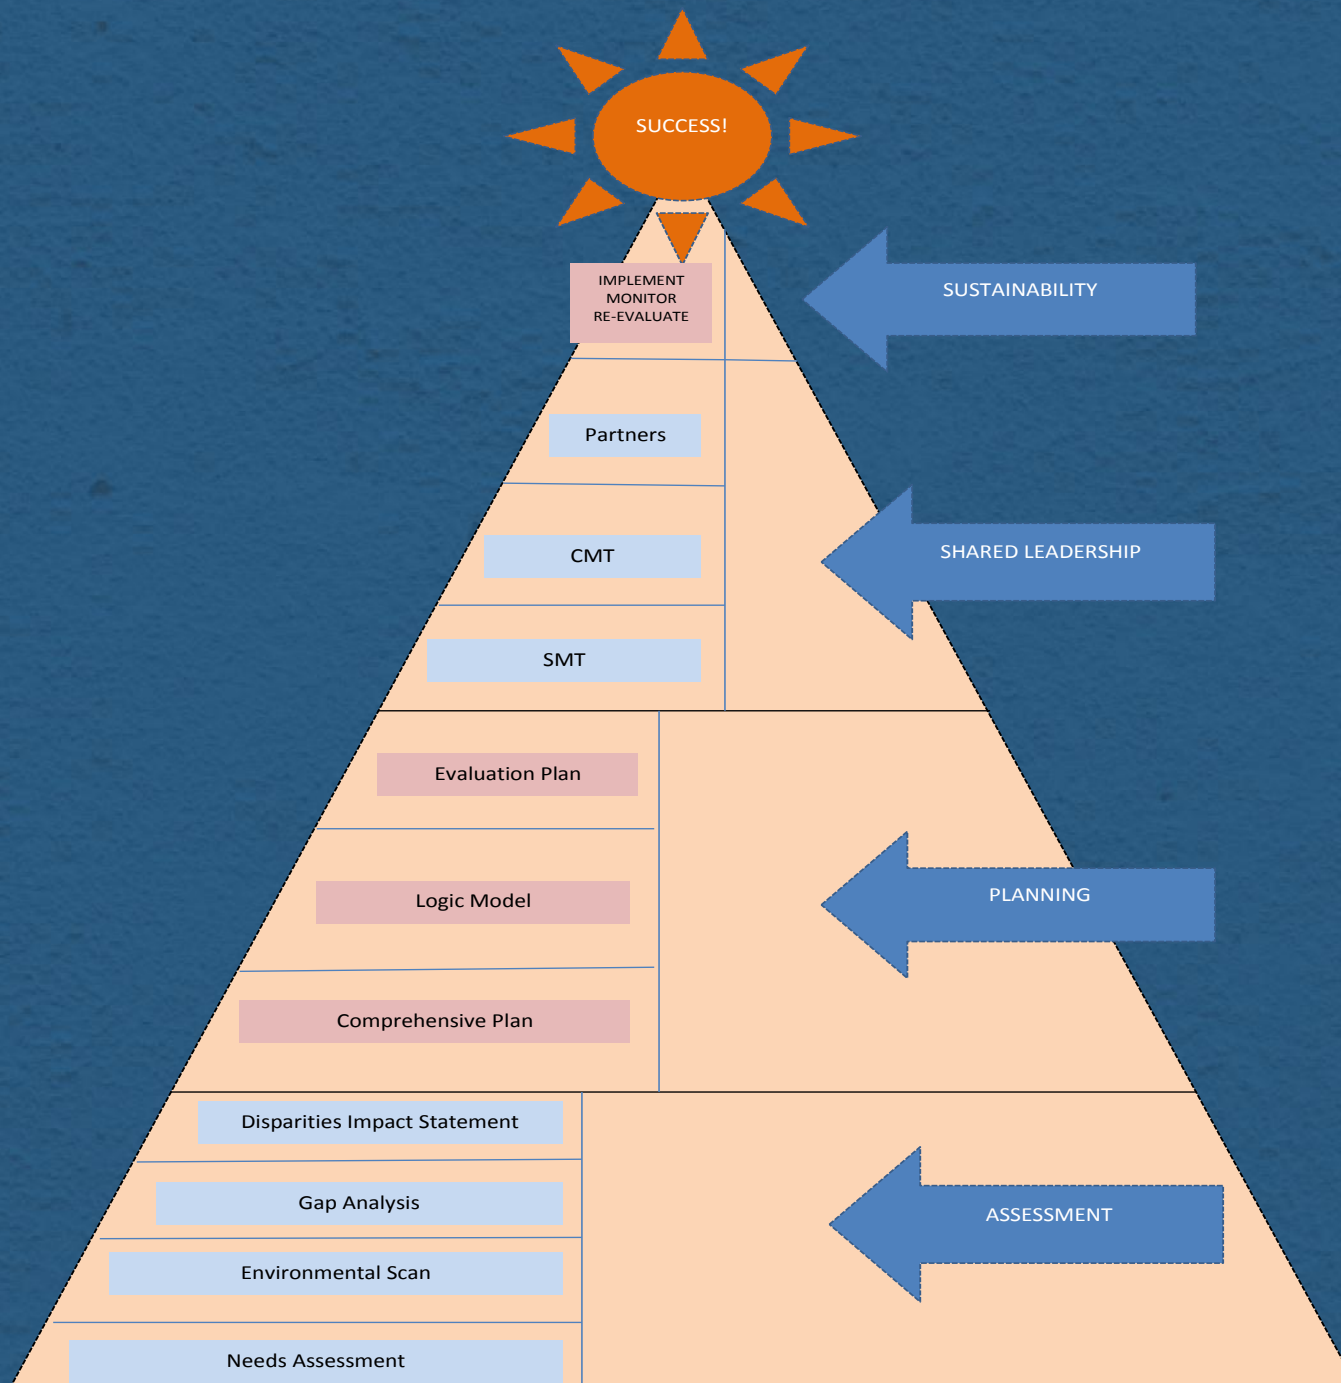 SUCCESS!
IMPLEMENT
MONITOR
RE-EVALUATE
SUSTAINABILITY
Partners
CMT
SHARED LEADERSHIP
SMT
Evaluation Plan
Logic Model
PLANNING
Comprehensive Plan
Disparities Impact Statement
Gap Analysis
ASSESSMENT
Environmental Scan
Needs Assessment